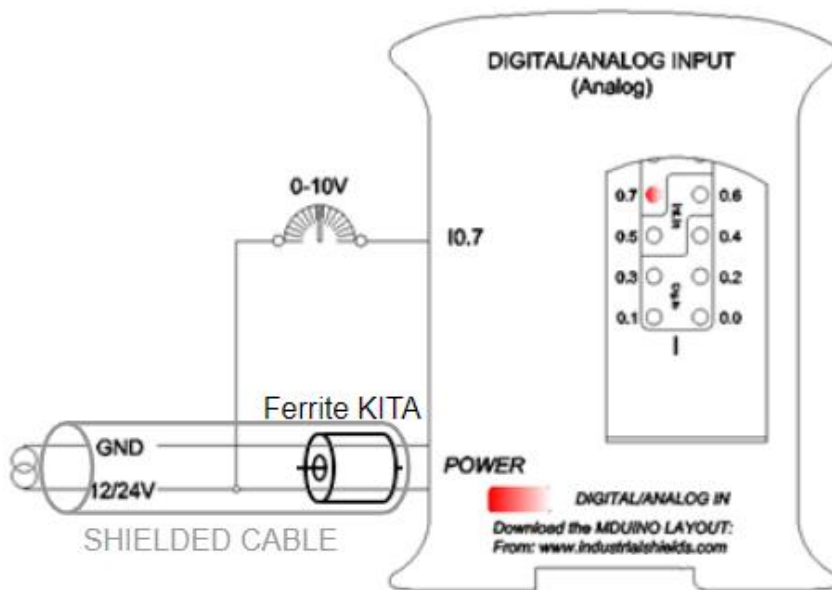 DIGITAL/ANALOG INPUT
(Analog)
0-10V
I0.7
0.7
0.6
0.5
0.4
0.3
0.2
0.1
0.0
I
Ferrite KITA
GND
12/24V
SHIELDED CABLE
POWER
DIGITAL/ANALOG IN
Download the MDUINO LAYOUT:
From: www.industrialshields.com